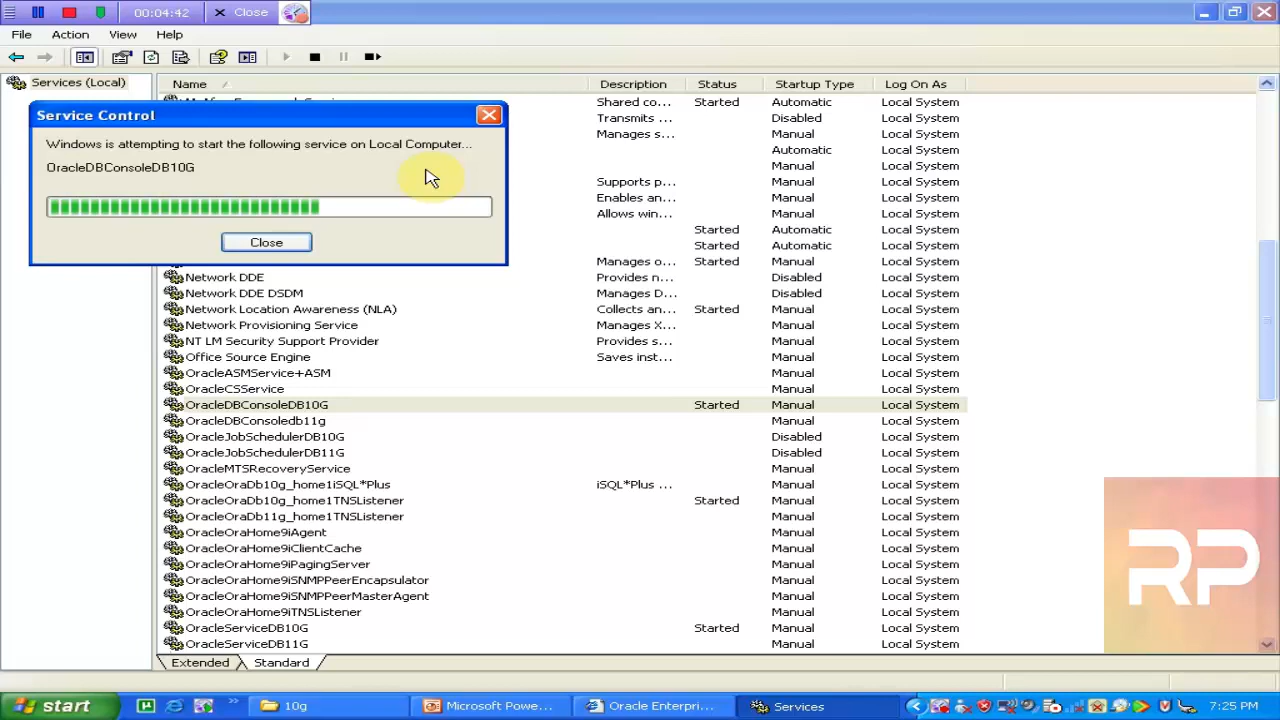 00:04:42 Close
File Action View Help
Services (Local)
Name Description Status Startup Type Log On As
Shared co... Started Automatic Local System
Transmits ... Disabled Local System
Manages s... Manual Local System
Automatic Local System
Manual Local System
Supports p... Manual Local System
Enables an... Manual Local System
Allows win... Manual Local System
Started Automatic Local System
Started Automatic Local System
Manages o... Started Manual Local System
Service Control
Windows is attempting to start the following service on Local Computer...
OracleDBConsoleDB10G
Close
Network DDE Provides n... Disabled Local System
Network DDE DSDM Manages D... Disabled Local System
Network Location Awareness (NLA) Collects an... Started Manual Local System
Network Provisioning Service Manages X... Manual Local System
NT LM Security Support Provider Provides s... Manual Local System
Office Source Engine Saves inst... Manual Local System
OracleASMService+ASM Manual Local System
OracleCSService Manual Local System
OracleDBConsoleDB10G Started Manual Local System
OracleDBConsoledb11g Manual Local System
OracleJobSchedulerDB10G Disabled Local System
OracleJobSchedulerDB11G Disabled Local System
OracleMTSRecoveryService Manual Local System
OracleOraDb10g_home1iSQL*Plus iSQL*Plus ... Manual Local System
OracleOraDb10g_home1TNSListener Started Manual Local System
OracleOraDb11g_home1TNSListener Manual Local System
OracleOraHome9iAgent Manual Local System
OracleOraHome9iClientCache Manual Local System
OracleOraHome9iPagingServer Manual Local System
OracleOraHome9iSNMPPeerEncapsulator Manual Local System
OracleOraHome9iSNMPPeerMasterAgent Manual Local System
OracleOraHome9iTNSListener Manual Local System
OracleServiceDB10G Started Manual Local System
OracleServiceDB11G Manual Local System
RP
Extended Standard
start 10g Microsoft Powe... Oracle Enterpri... Services 7:25 PM